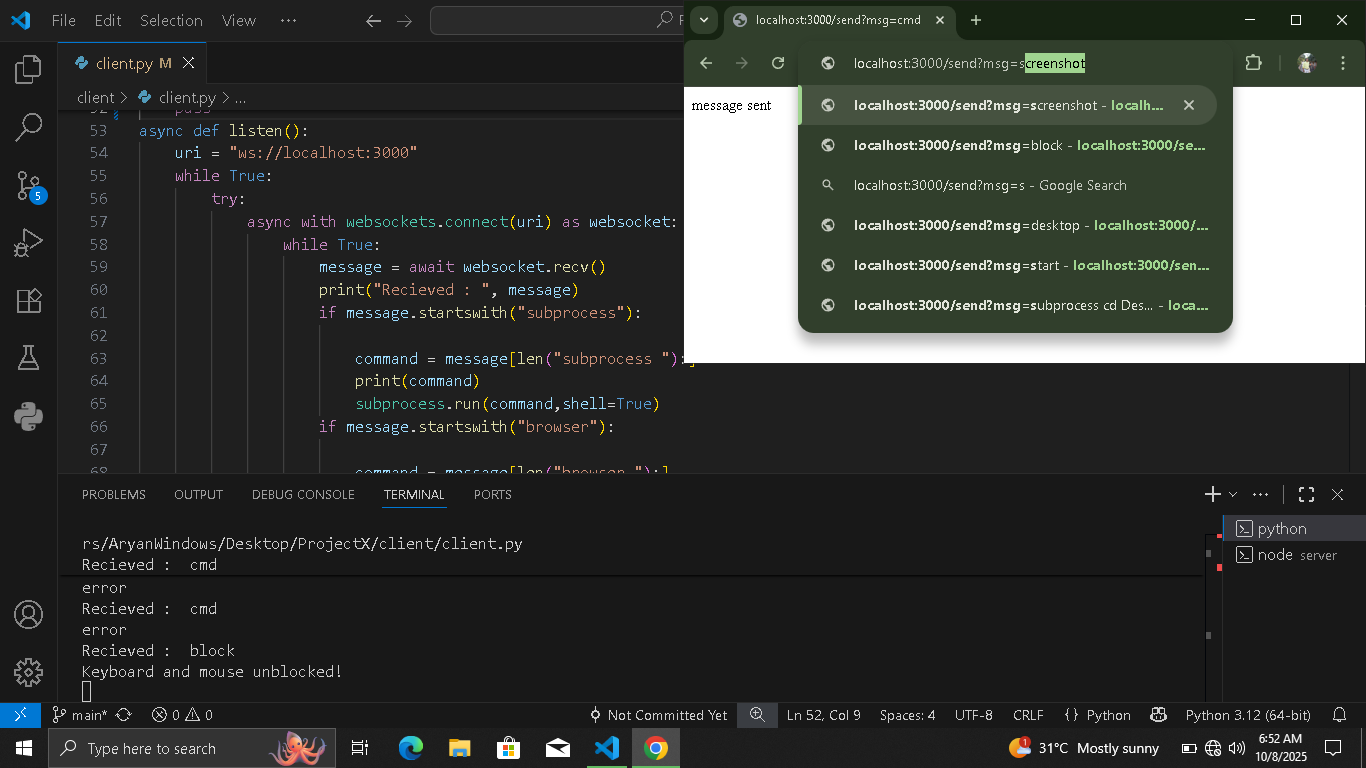 File Edit Selection View ···
client.py M
client > client.py > ...
52 pass
53 async def listen():
54 uri = "ws://localhost:3000"
55 while True:
56 try:
57 async with websockets.connect(uri) as websocket:
58 while True:
59 message = await websocket.recv()
60 print("Recieved : ", message)
61 if message.startswith("subprocess"):
62
63 command = message[len("subprocess "):]
64 print(command)
65 subprocess.run(command,shell=True)
66 if message.startswith("browser"):
67
68 command = message[len("browser "):]
localhost:3000/send?msg=cmd
localhost:3000/send?msg=screenshot
message sent
localhost:3000/send?msg=screenshot - localh...
localhost:3000/send?msg=block - localhost:3000/se...
localhost:3000/send?msg=s - Google Search
localhost:3000/send?msg=desktop - localhost:3000/...
localhost:3000/send?msg=start - localhost:3000/sen...
localhost:3000/send?msg=subprocess cd Des... - loca...
5
PROBLEMS OUTPUT DEBUG CONSOLE TERMINAL PORTS
rs/AryanWindows/Desktop/ProjectX/client/client.py
Recieved :  cmd
error
Recieved :  cmd
error
Recieved :  block
Keyboard and mouse unblocked!
python
node server
main* 0 0 Not Committed Yet Ln 52, Col 9 Spaces: 4 UTF-8 CRLF {} Python Python 3.12 (64-bit)
Type here to search
1 31°C Mostly sunny
6:52 AM
10/8/2025